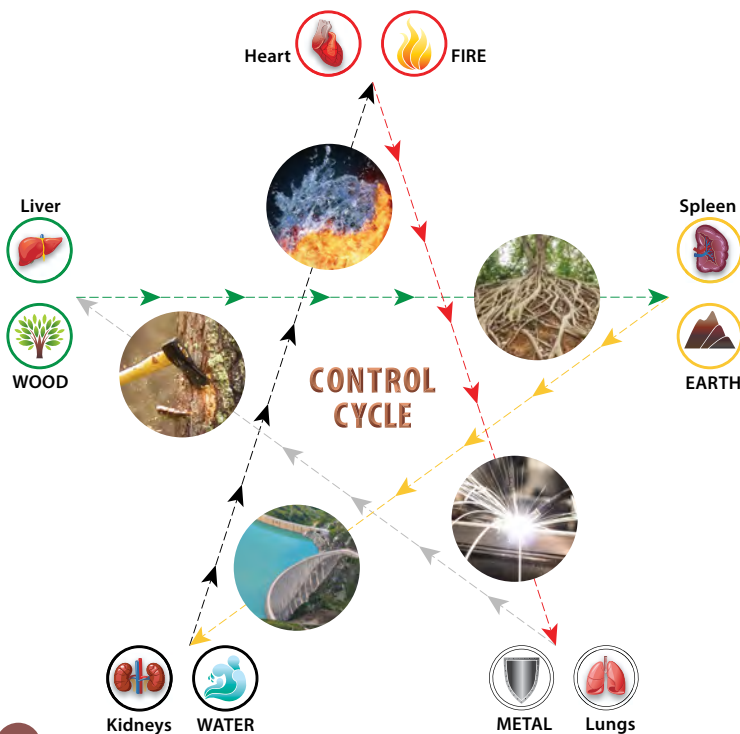 Heart
FIRE
Liver
Spleen
WOOD
EARTH
CONTROL
CYCLE
Kidneys
WATER
METAL
Lungs